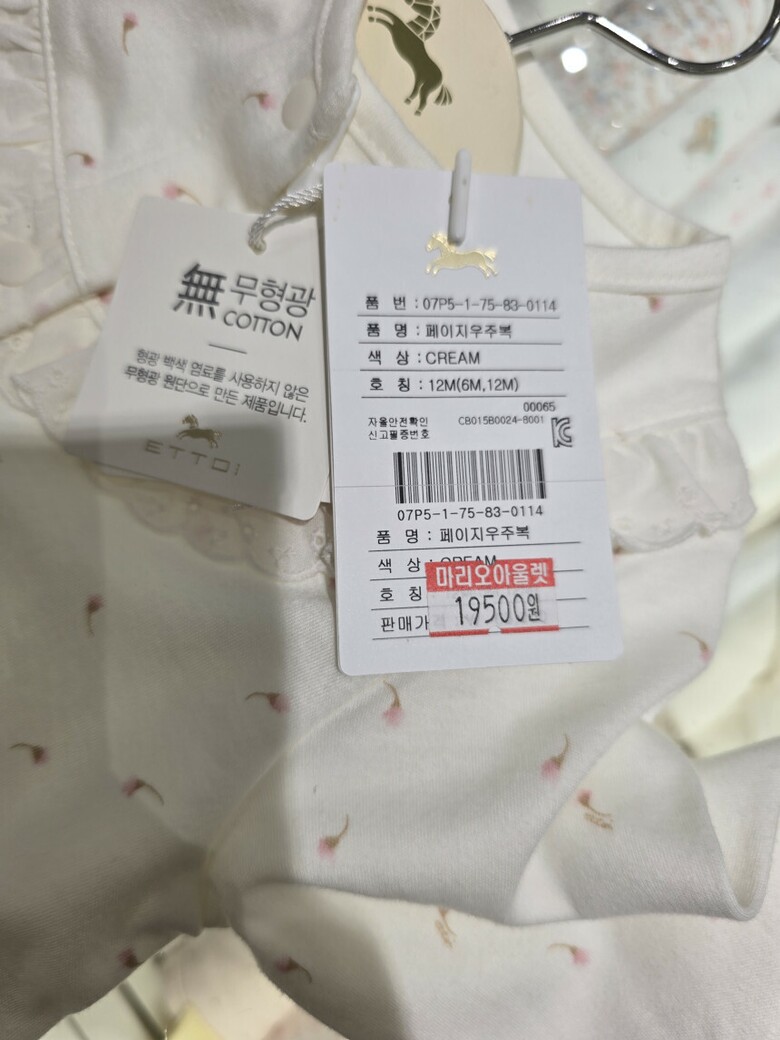 無 무형광
COTTON
형광 백색 염료를 사용하지 않은
무형광 원단으로 만든 제품입니다.
ETTOI
품 번 : 07P5-1-75-83-0114
품 명 : 페이지우주복
색 상 : CREAM
호 칭 : 12M(6M,12M)
00065
자율안전확인
신고필증번호
CB015B0024-8001
07P5-1-75-83-0114
품 명 : 페이지우주복
색 상 : CREAM
호 칭
판매가
마리오아울렛
19500원